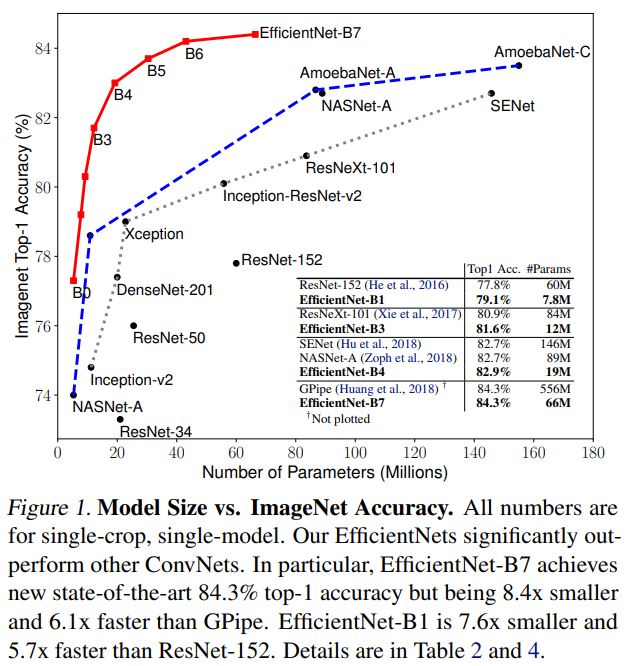 EfficientNet-B7
84
AmoebaNet-C
B6
B5
AmoebaNet-A
B4
NASNet-A
SENet
82
B3
ResNeXt-101
80
Inception-ResNet-v2
Xception
78
ResNet-152
B0
DenseNet-201
76
ResNet-50
Inception-v2
74
NASNet-A
ResNet-34
Imagenet Top-1 Accuracy (%)
Top1 Acc. #Params
ResNet-152 (He et al., 2016) 77.8% 60M
EfficientNet-B1 79.1% 7.8M
ResNeXt-101 (Xie et al., 2017) 80.9% 84M
EfficientNet-B3 81.6% 12M
SENet (Hu et al., 2018) 82.7% 146M
NASNet-A (Zoph et al., 2018) 82.7% 89M
EfficientNet-B4 82.9% 19M
GPipe (Huang et al., 2018) † 84.3% 556M
EfficientNet-B7 84.3% 66M
†Not plotted
0 20 40 60 80 100 120 140 160 180
Number of Parameters (Millions)
Figure 1. Model Size vs. ImageNet Accuracy. All numbers are
for single-crop, single-model. Our EfficientNets significantly out-
perform other ConvNets. In particular, EfficientNet-B7 achieves
new state-of-the-art 84.3% top-1 accuracy but being 8.4x smaller
and 6.1x faster than GPipe. EfficientNet-B1 is 7.6x smaller and
5.7x faster than ResNet-152. Details are in Table 2 and 4.